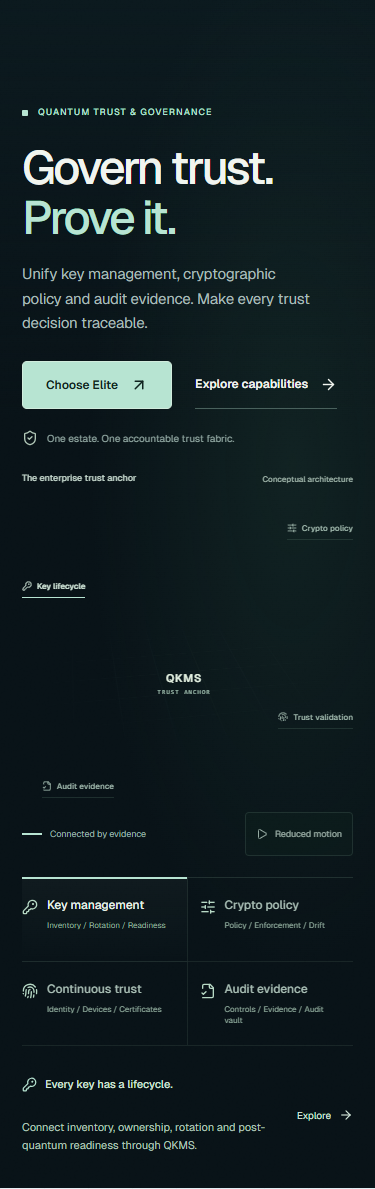 QUANTUM TRUST & GOVERNANCE
Govern trust.
Prove it.
Unify key management, cryptographic
policy and audit evidence. Make every trust
decision traceable.
Choose Elite
Explore capabilities
One estate. One accountable trust fabric.
The enterprise trust anchor
Conceptual architecture
Crypto policy
Key lifecycle
QKMS
TRUST ANCHOR
Trust validation
Audit evidence
Connected by evidence
Reduced motion
Key management
Inventory / Rotation / Readiness
Crypto policy
Policy / Enforcement / Drift
Continuous trust
Identity / Devices / Certificates
Audit evidence
Controls / Evidence / Audit
vault
Every key has a lifecycle.
Explore
Connect inventory, ownership, rotation and post-
quantum readiness through QKMS.